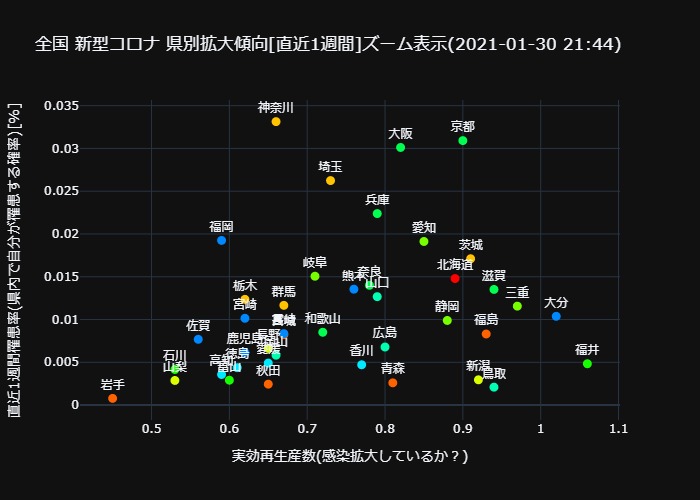 全国 新型コロナ 県別拡大傾向[直近1週間]ズーム表示(2021-01-30 21:44)
直近1週間罹患率(県内で自分が罹患する確率)[%]
0.035
0.03
0.025
0.02
0.015
0.01
0.005
0
神奈川
大阪
京都
埼玉
兵庫
福岡
愛知
茨城
岐阜
熊本
奈良
山口
北海道
滋賀
栃木
群馬
三重
宮崎
大分
静岡
福島
佐賀
和歌山
鹿児島
長野
広島
石川
山梨
高知
徳島
香川
秋田
青森
新潟
鳥取
福井
岩手
0.5
0.6
0.7
0.8
0.9
1
1.1
実効再生産数(感染拡大しているか？)